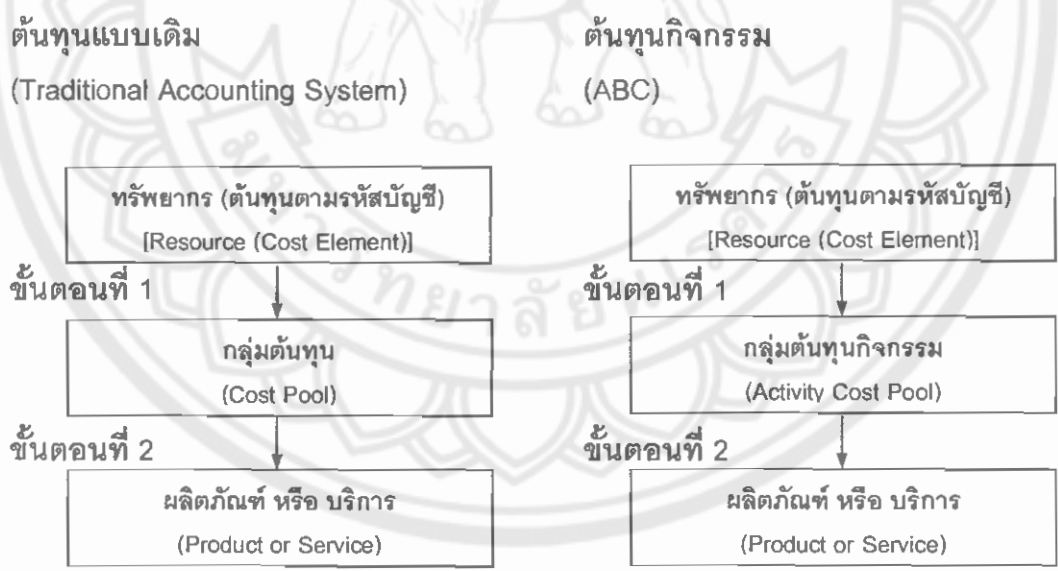 ต้นทุนแบบเดิม
(Traditional Accounting System)
ทรัพยากร (ต้นทุนตามรหัสบัญชี)
[Resource (Cost Element)]
ขั้นตอนที่ 1
กลุ่มต้นทุน
(Cost Pool)
ขั้นตอนที่ 2
ผลิตภัณฑ์ หรือ บริการ
(Product or Service)
ต้นทุนกิจกรรม
(ABC)
ทรัพยากร (ต้นทุนตามรหัสบัญชี)
[Resource (Cost Element)]
ขั้นตอนที่ 1
กลุ่มต้นทุนกิจกรรม
(Activity Cost Pool)
ขั้นตอนที่ 2
ผลิตภัณฑ์ หรือ บริการ
(Product or Service)